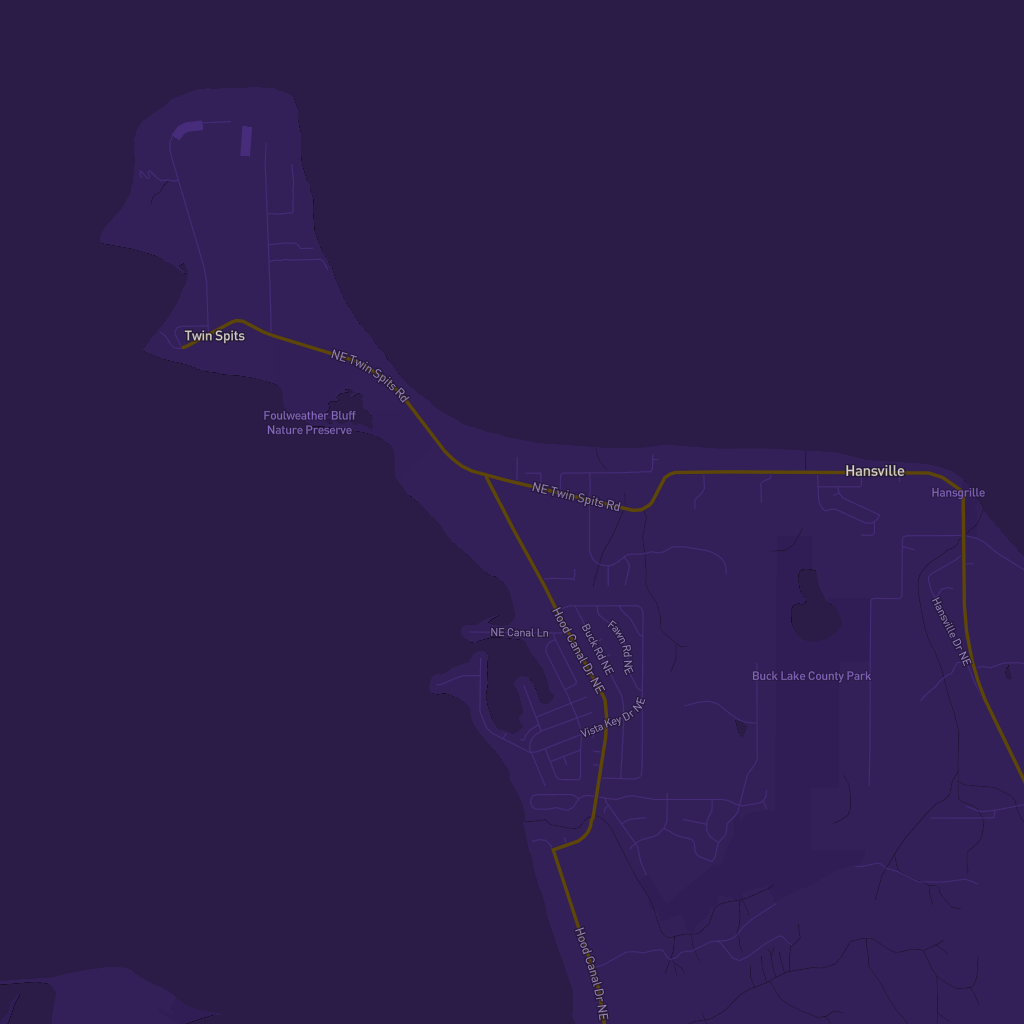 Twin Spits
NE Twin Spits Rd
Foulweather Bluff
Nature Preserve
Hansville
Hansgrille
NE Twin Spits Rd
Hansville Dr NE
NE Canal Ln
Hood Canal Dr NE
Buck Rd NE
Fawn Rd NE
Buck Lake County Park
Vista Key Dr NE
Hood Canal Dr NE